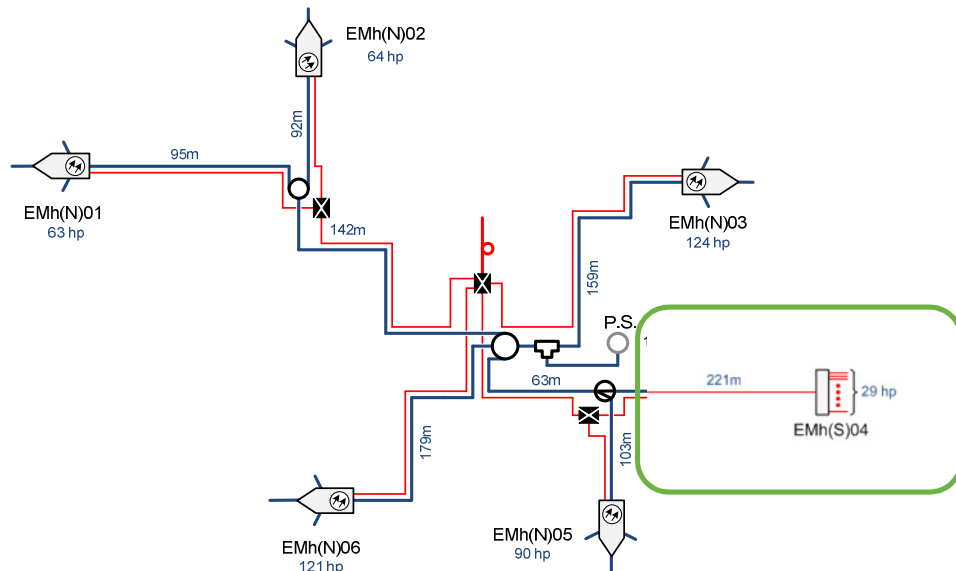 EMh(N)02
64 hp
92m
95m
EMh(N)01
63 hp
142m
EMh(N)03
124 hp
159m
P.S.
63m
221m
29 hp
EMh(S)04
179m
103m
EMh(N)05
90 hp
EMh(N)06
121 hp